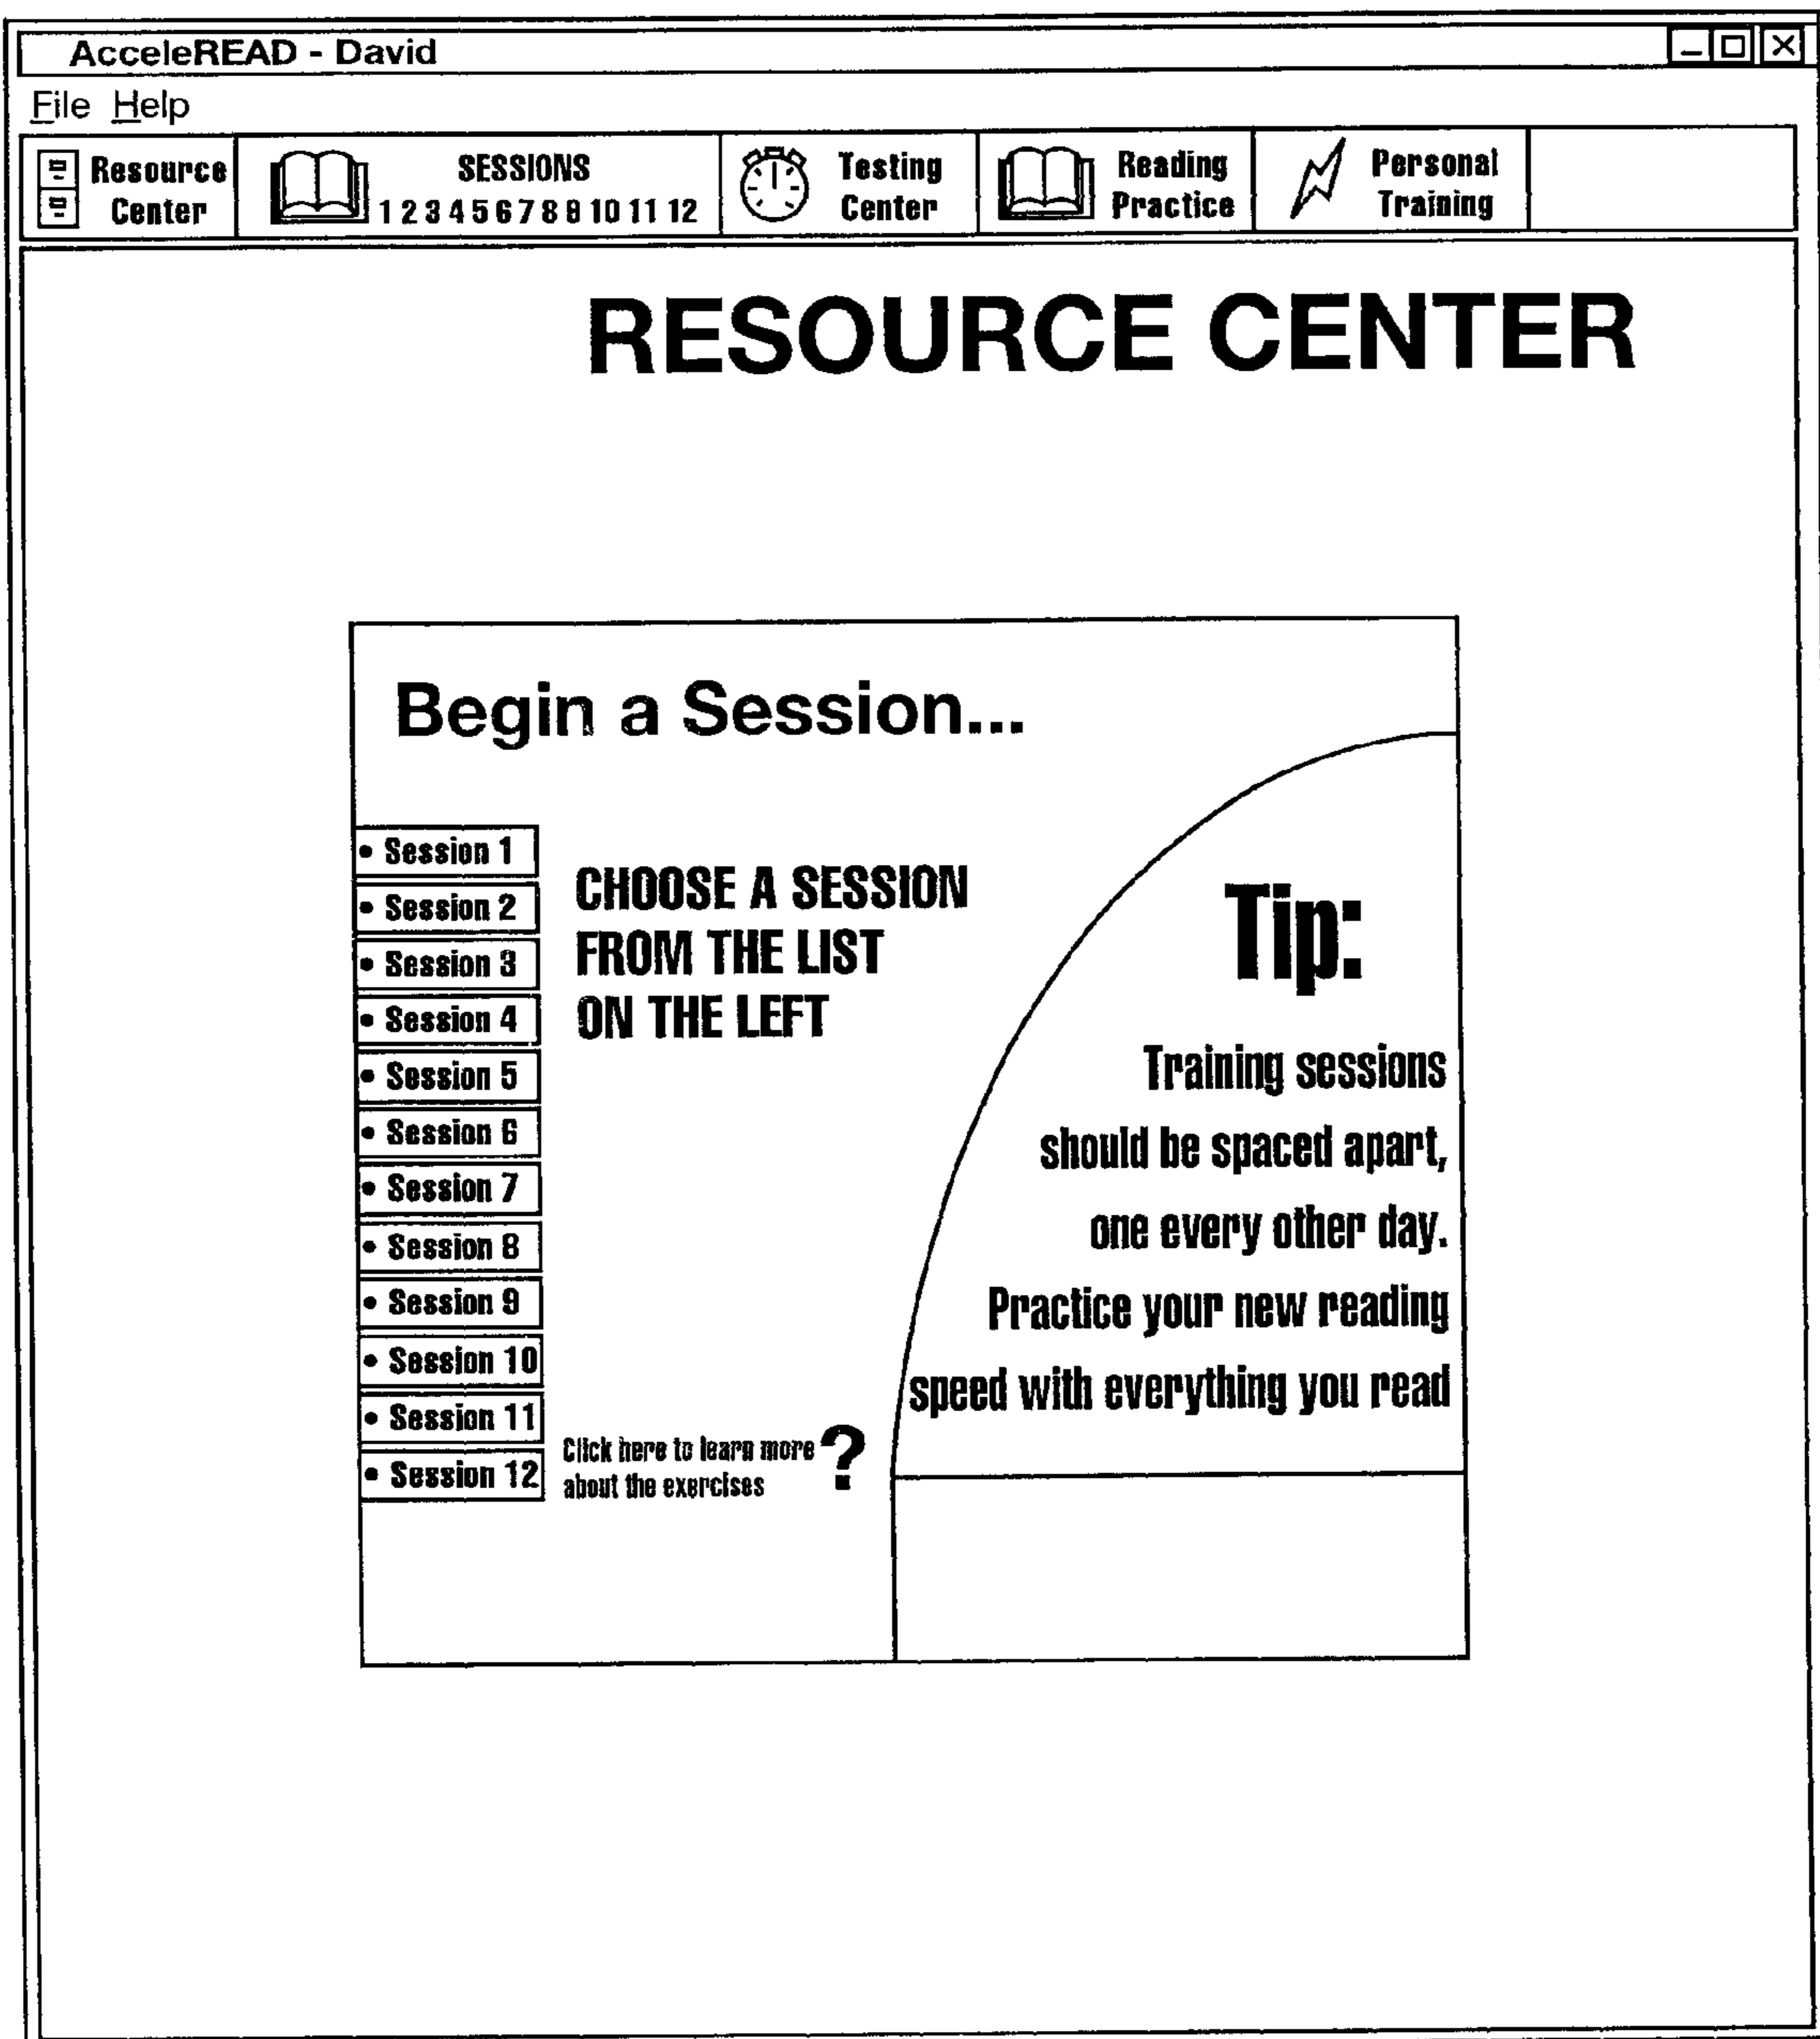 AcceleREAD - David
File Help
Resource
Center
SESSIONS
1 2 3 4 5 6 7 8 9 10 11 12
Testing
Center
Reading
Practice
Personal
Training
RESOURCE CENTER
Begin a Session...
• Session 1
• Session 2
• Session 3
• Session 4
• Session 5
• Session 6
• Session 7
• Session 8
• Session 9
• Session 10
• Session 11
• Session 12
CHOOSE A SESSION
FROM THE LIST
ON THE LEFT
Click here to learn more ?
about the exercises
Tip:
Training sessions
should be spaced apart,
one every other day.
Practice your new reading
speed with everything you read